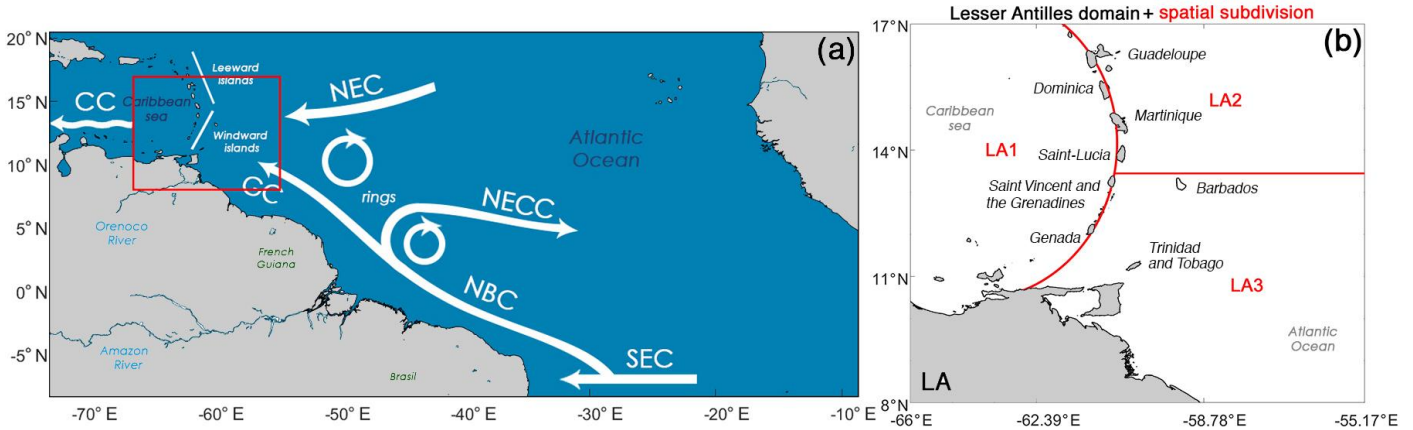 20° N
15° N
10° N
5° N
0° N
-5° N
-70° E
-60° E
-50° E
-40° E
-30° E
-20° E
-10° E
(a)
Leeward
islands
NEC
CC
Caribbean
sea
Windward
islands
Atlantic
Ocean
GC
rings
NECC
Orenoco
River
French
Guiana
NBC
Amazon
River
SEC
Brasil
Lesser Antilles domain + spatial subdivision
17°N
14°N
11°N
8°N
-66°E
-62.39°E
-58.78°E
-55.17°E
(b)
Guadeloupe
Dominica
LA2
Caribbean
sea
Martinique
LA1
Saint-Lucia
Saint Vincent and
the Grenadines
Barbados
Genada
Trinidad
and Tobago
LA3
Atlantic
Ocean
LA